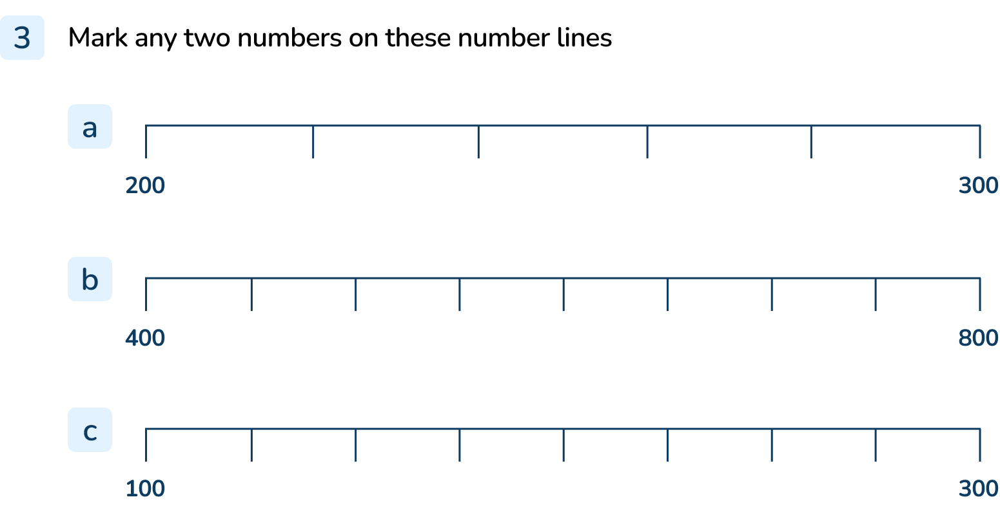 3 Mark any two numbers on these number lines
a
200 300
b
400 800
c
100 300